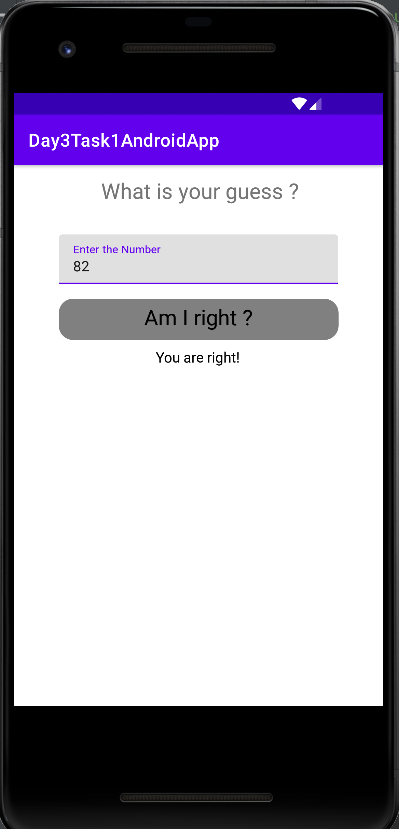 Day3Task1AndroidApp
What is your guess ?
Enter the Number
82
Am I right ?
You are right!